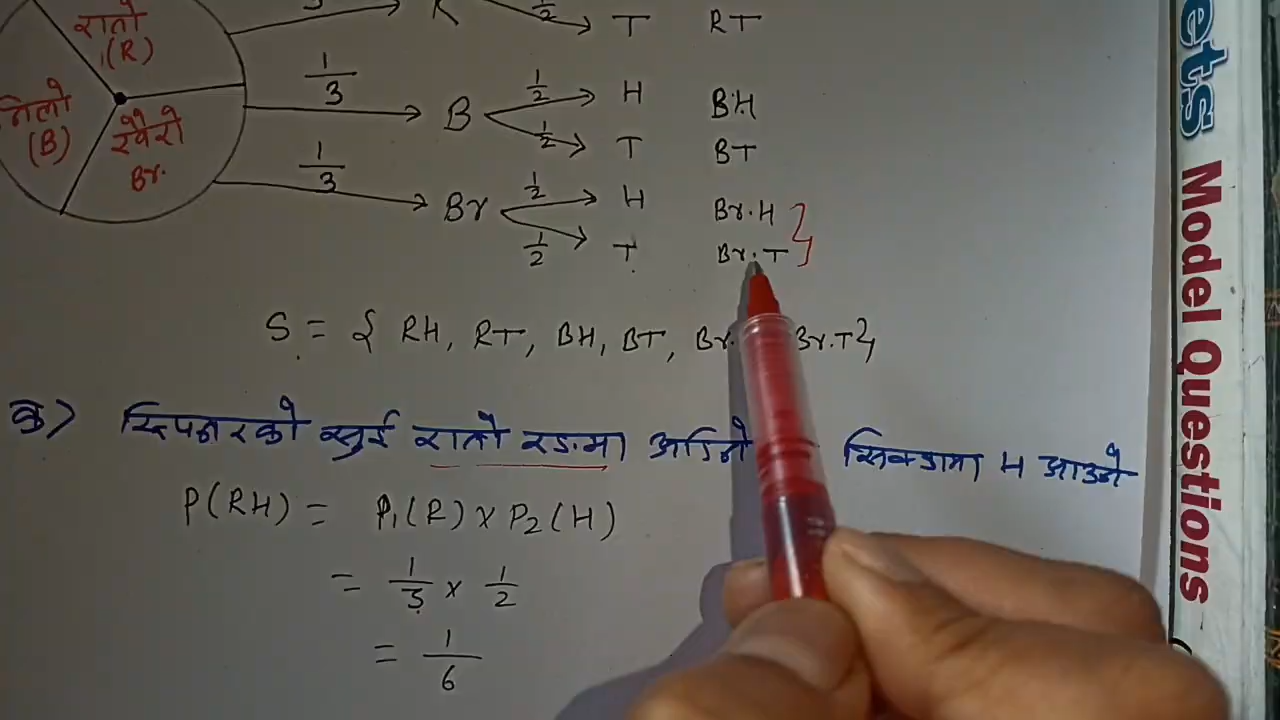 रातो
(R)
निलो
(B)
खैरो
Br.
R 1/2 T RT
1/3 B 1/2 H BH
1/2 T BT
1/3 Br 1/2 H Br.H
1/2 T Br.T
S = { RH, RT, BH, BT, Br. Br.T}
क> स्पिनरको सुई रातो रङमा अडिने सिक्कामा H आउने
P(RH) = P₁(R) × P₂(H)
= 1/3 × 1/2
= 1/6
ets Model Questions